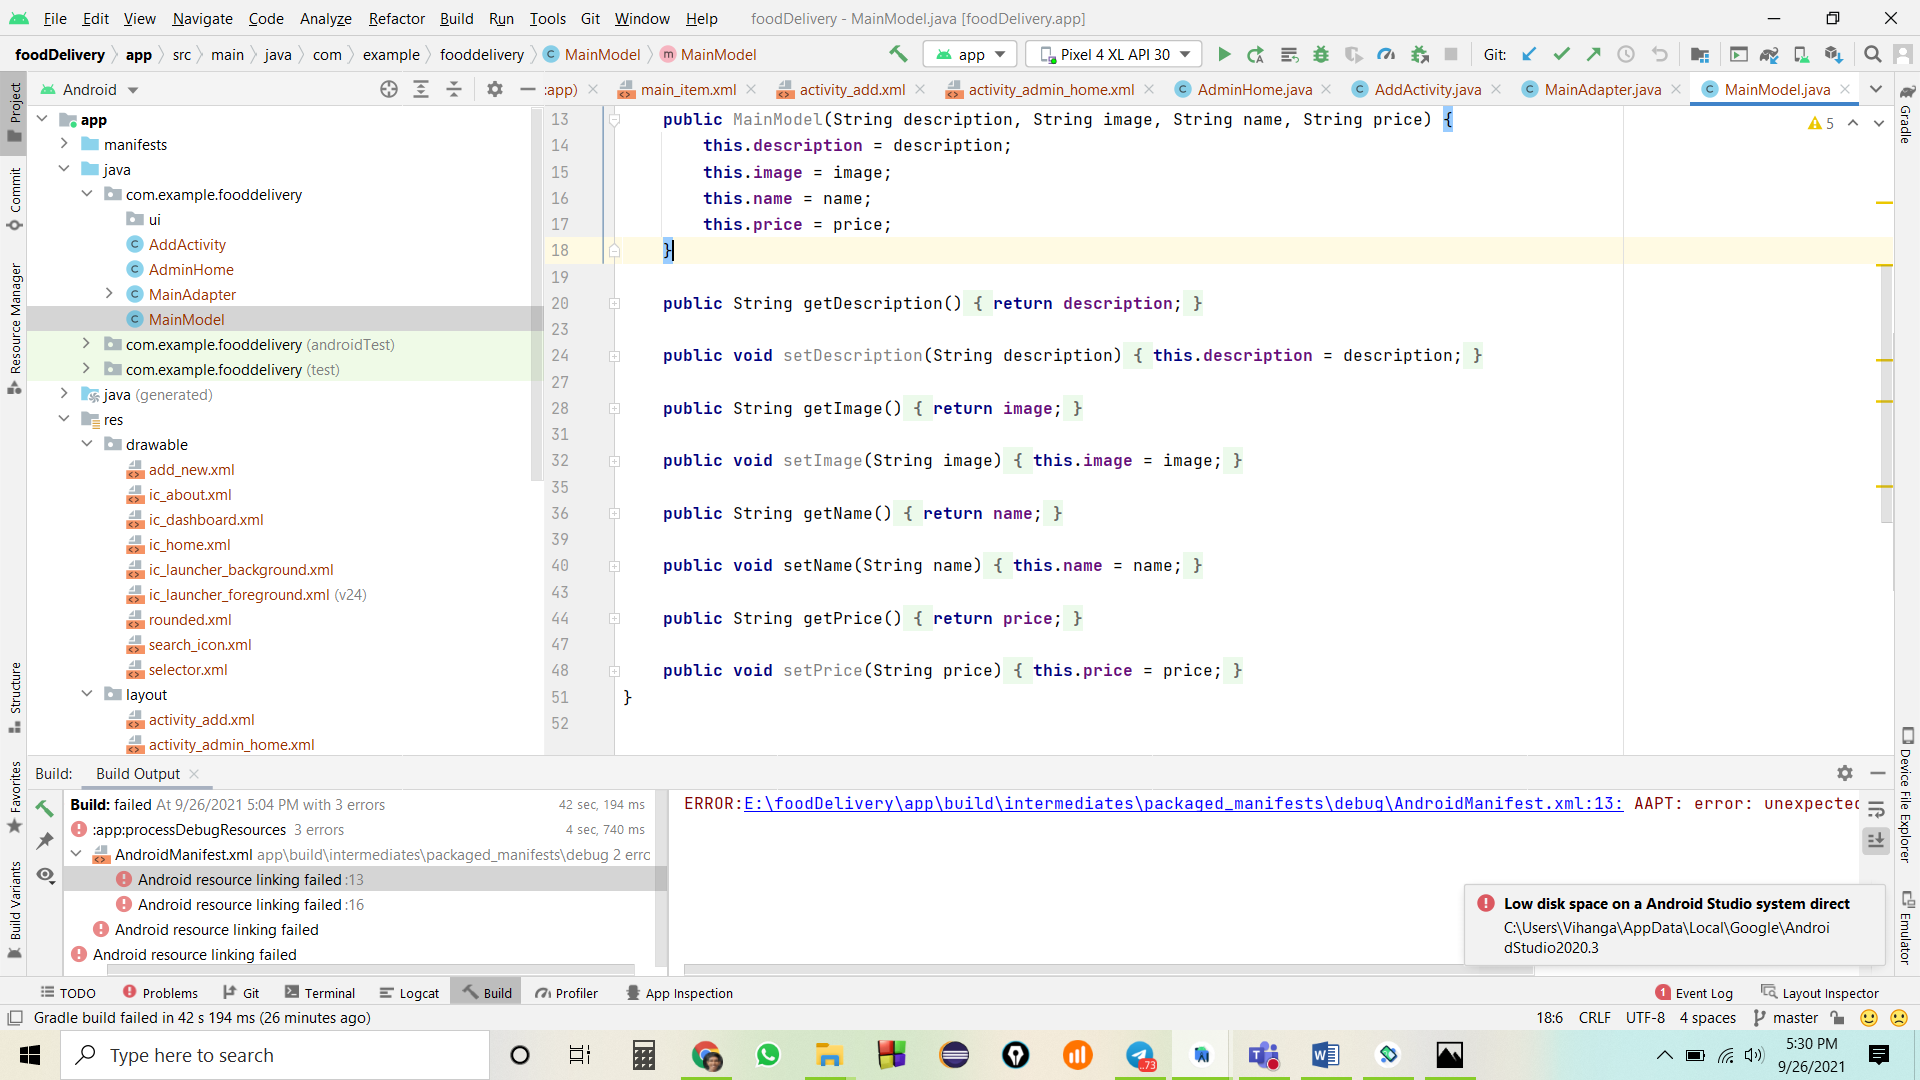 File Edit View Navigate Code Analyze Refactor Build Run Tools Git Window Help foodDelivery - MainModel.java [foodDelivery.app]
foodDelivery app src main java com example fooddelivery MainModel MainModel app Pixel 4 XL API 30 Git:
Android :app) main_item.xml activity_add.xml activity_admin_home.xml AdminHome.java AddActivity.java MainAdapter.java MainModel.java
Project
Commit
Resource Manager
Structure
Favorites
Build Variants
app
manifests
java
com.example.fooddelivery
ui
AddActivity
AdminHome
MainAdapter
MainModel
com.example.fooddelivery (androidTest)
com.example.fooddelivery (test)
java (generated)
res
drawable
add_new.xml
ic_about.xml
ic_dashboard.xml
ic_home.xml
ic_launcher_background.xml
ic_launcher_foreground.xml (v24)
rounded.xml
search_icon.xml
selector.xml
layout
activity_add.xml
activity_admin_home.xml
13 public MainModel(String description, String image, String name, String price) {
14 this.description = description;
15 this.image = image;
16 this.name = name;
17 this.price = price;
18 }
19
20 public String getDescription() { return description; }
23
24 public void setDescription(String description) { this.description = description; }
27
28 public String getImage() { return image; }
31
32 public void setImage(String image) { this.image = image; }
35
36 public String getName() { return name; }
39
40 public void setName(String name) { this.name = name; }
43
44 public String getPrice() { return price; }
47
48 public void setPrice(String price) { this.price = price; }
51 }
52
5
Gradle
Device File Explorer
Emulator
Build: Build Output
Build: failed At 9/26/2021 5:04 PM with 3 errors 42 sec, 194 ms
:app:processDebugResources 3 errors 4 sec, 740 ms
AndroidManifest.xml app\build\intermediates\packaged_manifests\debug 2 erro
Android resource linking failed :13
Android resource linking failed :16
Android resource linking failed
Android resource linking failed
ERROR:E:\foodDelivery\app\build\intermediates\packaged_manifests\debug\AndroidManifest.xml:13: AAPT: error: unexpected
Low disk space on a Android Studio system direct
C:\Users\Vihanga\AppData\Local\Google\Androi
dStudio2020.3
TODO Problems Git Terminal Logcat Build Profiler App Inspection 1 Event Log Layout Inspector
Gradle build failed in 42 s 194 ms (26 minutes ago) 18:6 CRLF UTF-8 4 spaces master
Type here to search ..73 5:30 PM
9/26/2021